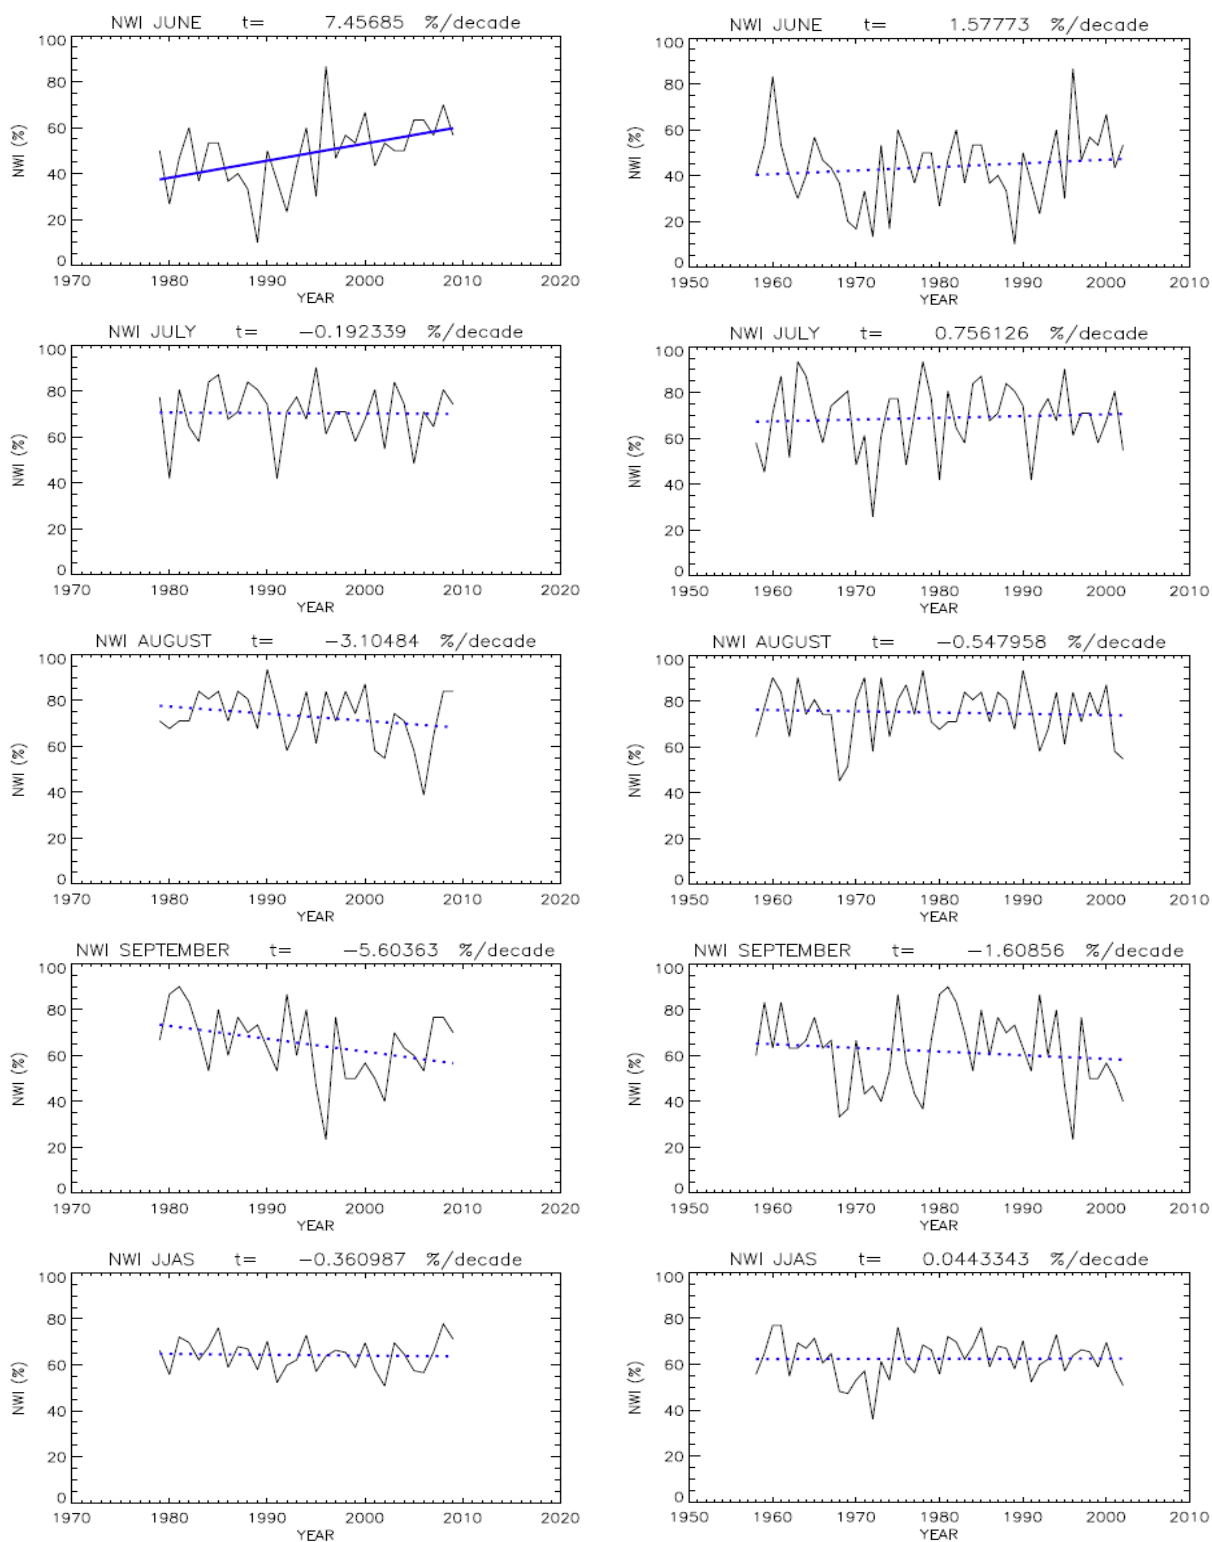 NWI JUNE t= 7.45685 %/decade
100
80
60
40
20
0
NWI (%)
1970 1980 1990 2000 2010 2020
YEAR
NWI JUNE t= 1.57773 %/decade
100
80
60
40
20
0
NWI (%)
1950 1960 1970 1980 1990 2000 2010
YEAR
NWI JULY t= −0.192339 %/decade
100
80
60
40
20
0
NWI (%)
1970 1980 1990 2000 2010 2020
YEAR
NWI JULY t= 0.756126 %/decade
100
80
60
40
20
0
NWI (%)
1950 1960 1970 1980 1990 2000 2010
YEAR
NWI AUGUST t= −3.10484 %/decade
100
80
60
40
20
0
NWI (%)
1970 1980 1990 2000 2010 2020
YEAR
NWI AUGUST t= −0.547958 %/decade
100
80
60
40
20
0
NWI (%)
1950 1960 1970 1980 1990 2000 2010
YEAR
NWI SEPTEMBER t= −5.60363 %/decade
100
80
60
40
20
0
NWI (%)
1970 1980 1990 2000 2010 2020
YEAR
NWI SEPTEMBER t= −1.60856 %/decade
100
80
60
40
20
0
NWI (%)
1950 1960 1970 1980 1990 2000 2010
YEAR
NWI JJAS t= −0.360987 %/decade
100
80
60
40
20
0
NWI (%)
1970 1980 1990 2000 2010 2020
YEAR
NWI JJAS t= 0.0443343 %/decade
100
80
60
40
20
0
NWI (%)
1950 1960 1970 1980 1990 2000 2010
YEAR